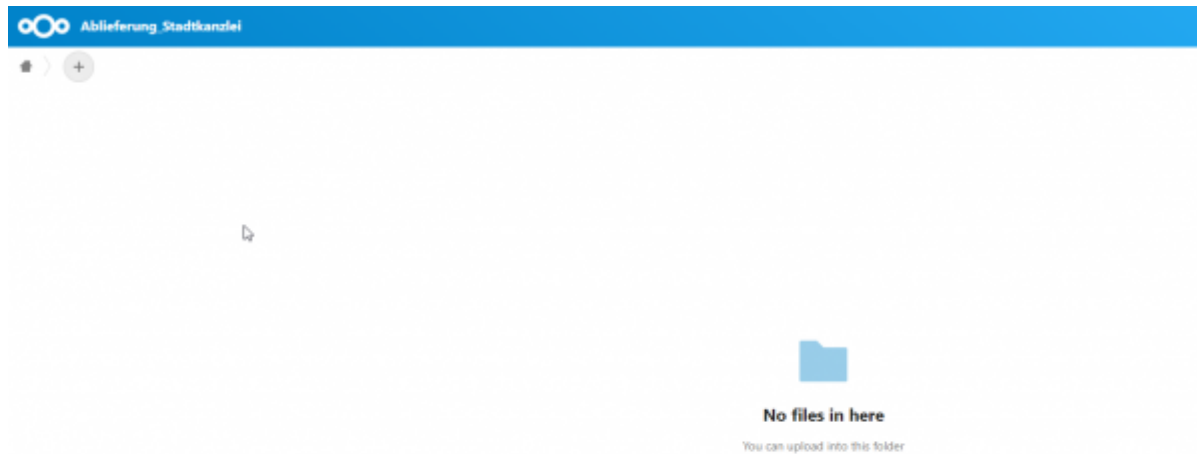 Ablieferung_Stadtkanzlei
No files in here
You can upload into this folder